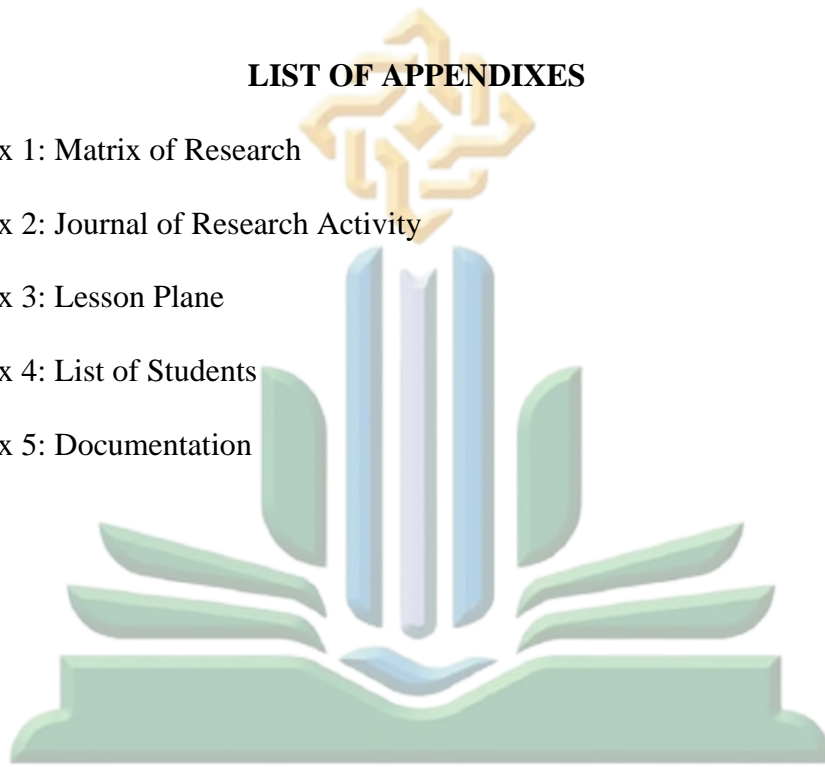 LIST OF APPENDIXES
x 1: Matrix of Research
x 2: Journal of Research Activity
x 3: Lesson Plane
x 4: List of Students
x 5: Documentation